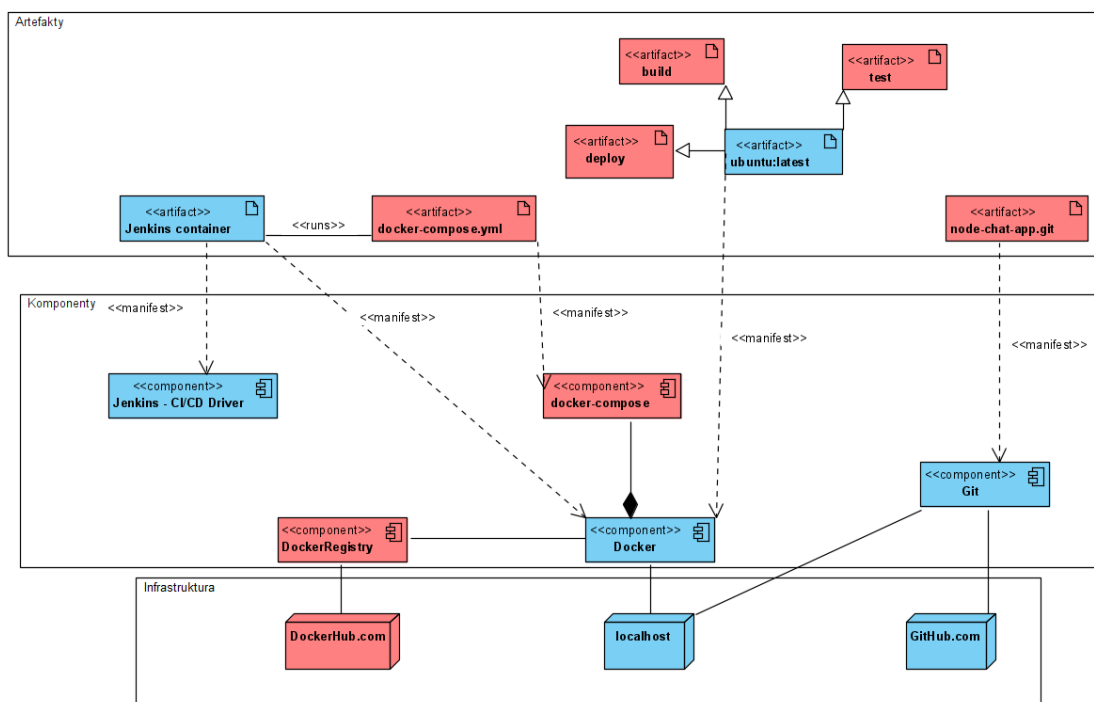 Artefakty
<<artifact>>
build
<<artifact>>
test
<<artifact>>
deploy
<<artifact>>
ubuntu:latest
<<artifact>>
Jenkins container
<<runs>>
<<artifact>>
docker-compose.yml
<<artifact>>
node-chat-app.git
Komponenty
<<manifest>>
<<manifest>>
<<manifest>>
<<manifest>>
<<manifest>>
<<component>>
Jenkins - CI/CD Driver
<<component>>
docker-compose
<<component>>
Git
<<component>>
DockerRegistry
<<component>>
Docker
Infrastruktura
DockerHub.com
localhost
GitHub.com